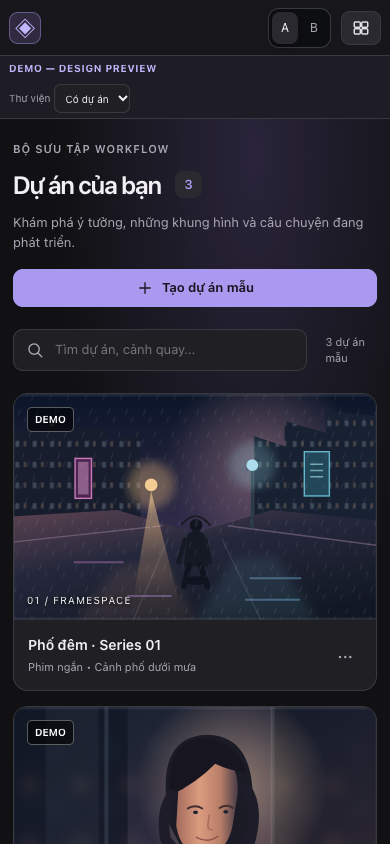 A B
DEMO — DESIGN PREVIEW
Thư viện Có dự án
BỘ SƯU TẬP WORKFLOW
Dự án của bạn 3
Khám phá ý tưởng, những khung hình và câu chuyện đang
phát triển.
Tạo dự án mẫu
Tìm dự án, cảnh quay...
3 dự án
mẫu
DEMO
01 / FRAMESPACE
Phố đêm · Series 01
Phim ngắn • Cảnh phố dưới mưa
DEMO